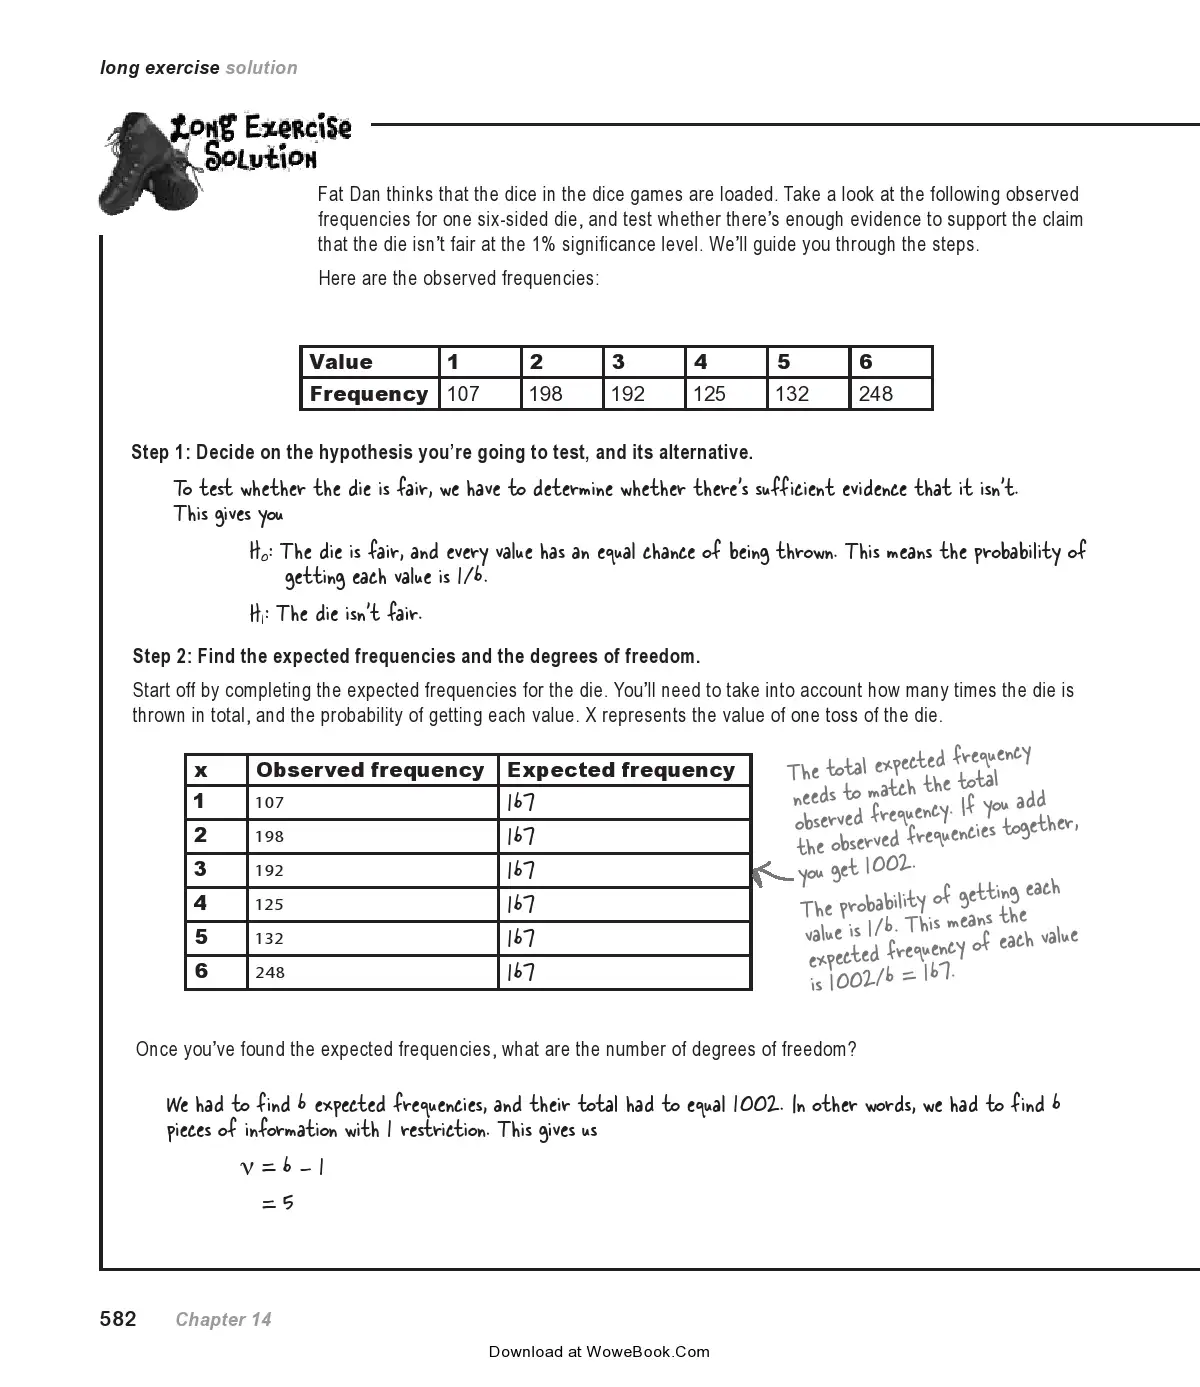 long exercise solution
Long Exercise
Solution
Fat Dan thinks that the dice in the dice games are loaded. Take a look at the following observed
frequencies for one six-sided die, and test whether there’s enough evidence to support the claim
that the die isn’t fair at the 1% significance level. We’ll guide you through the steps.
Here are the observed frequencies:
Value 1 2 3 4 5 6
Frequency 107 198 192 125 132 248
Step 1: Decide on the hypothesis you’re going to test, and its alternative.
To test whether the die is fair, we have to determine whether there’s sufficient evidence that it isn’t.
This gives you
H₀: The die is fair, and every value has an equal chance of being thrown. This means the probability of
getting each value is 1/6.
H₁: The die isn’t fair.
Step 2: Find the expected frequencies and the degrees of freedom.
Start off by completing the expected frequencies for the die. You’ll need to take into account how many times the die is
thrown in total, and the probability of getting each value. X represents the value of one toss of the die.
x Observed frequency Expected frequency
1 107 167
2 198 167
3 192 167
4 125 167
5 132 167
6 248 167
The total expected frequency
needs to match the total
observed frequency. If you add
the observed frequencies together,
you get 1002.
The probability of getting each
value is 1/6. This means the
expected frequency of each value
is 1002/6 = 167.
Once you’ve found the expected frequencies, what are the number of degrees of freedom?
We had to find 6 expected frequencies, and their total had to equal 1002. In other words, we had to find 6
pieces of information with 1 restriction. This gives us
ν = 6 – 1
= 5
582 Chapter 14
Download at WoweBook.Com